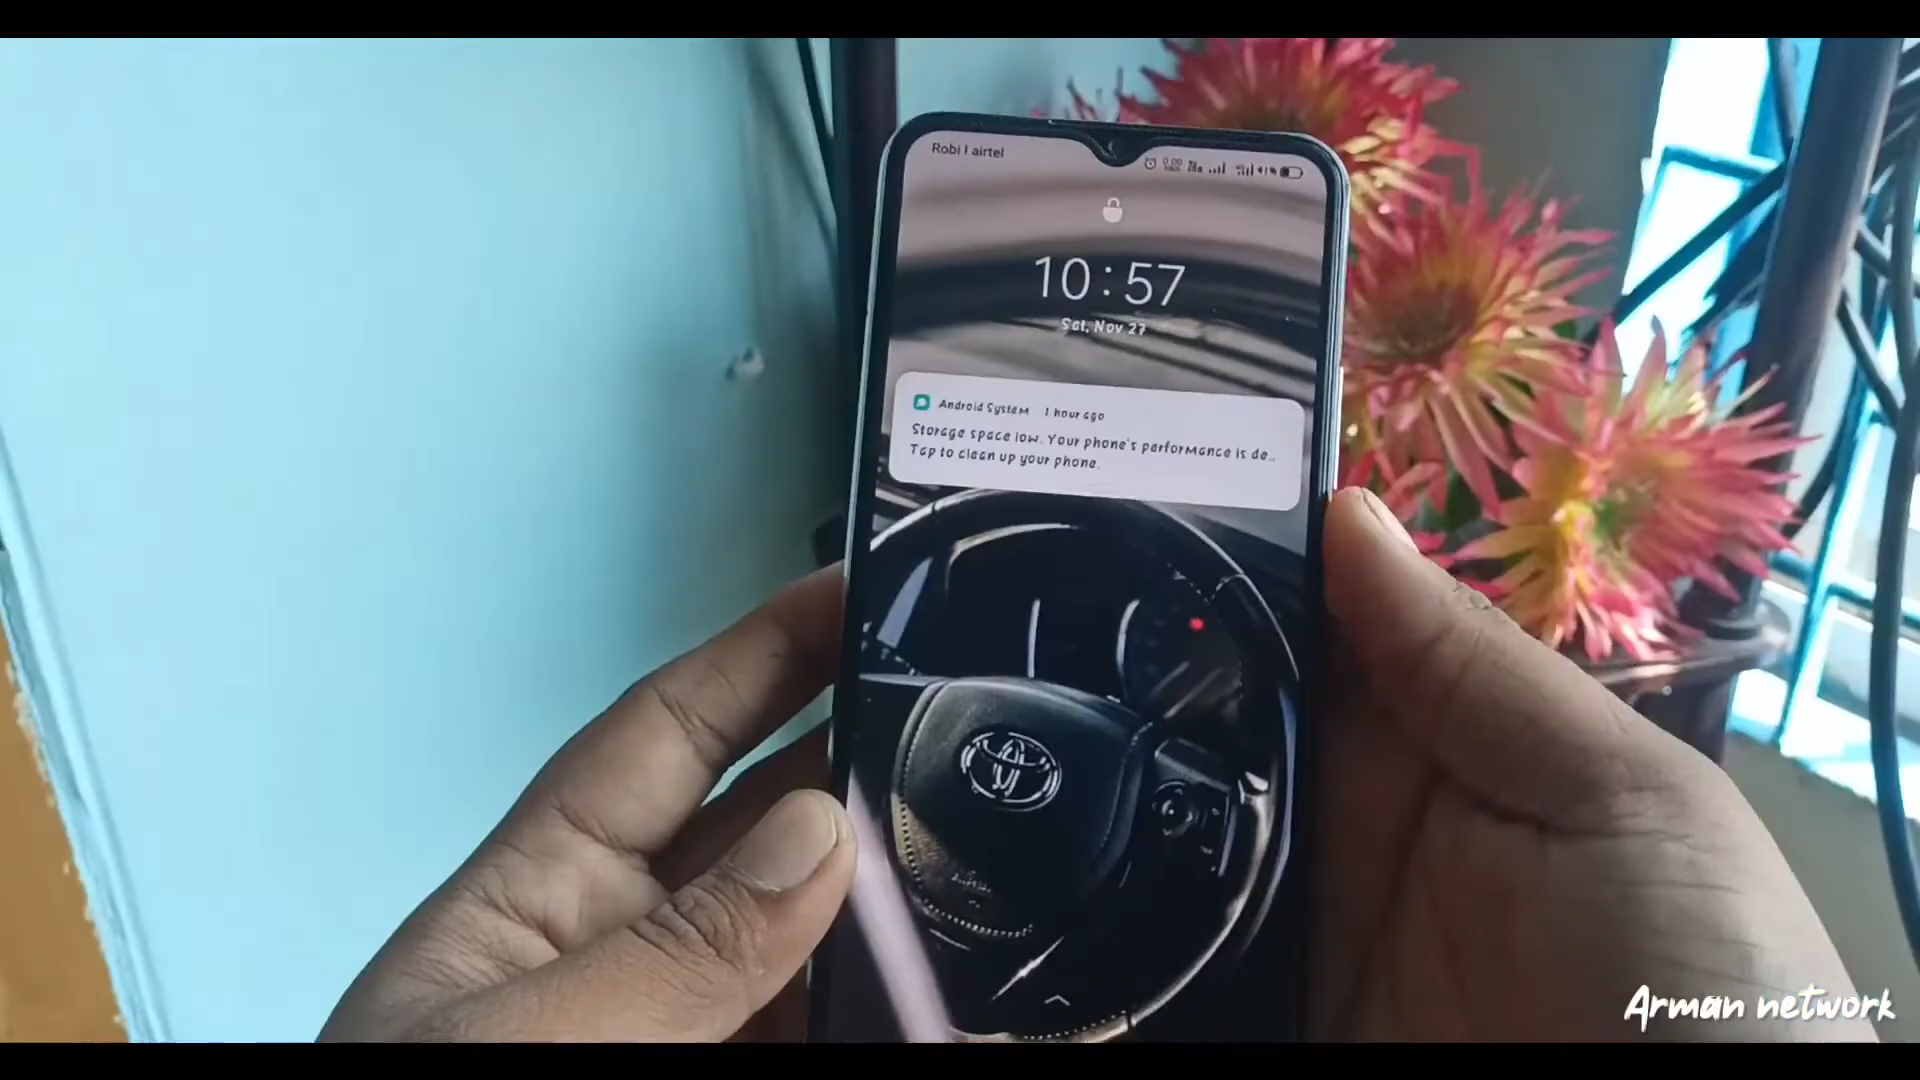 Robi | airtel
10:57
Sat, Nov 27
Android System 1 hour ago
Storage space low. Your phone's performance is de...
Tap to clean up your phone.
Arman network